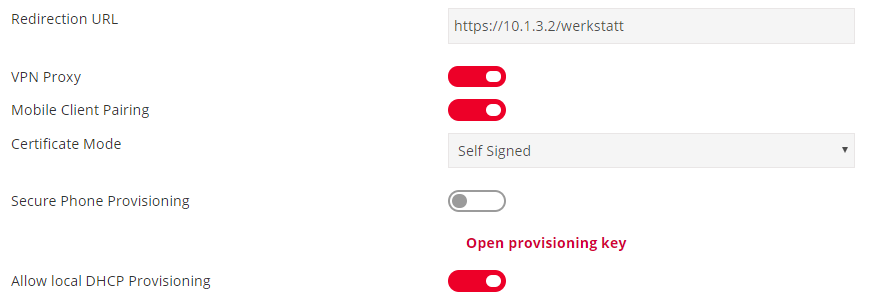 Redirection URL
https://10.1.3.2/werkstatt
VPN Proxy
Mobile Client Pairing
Certificate Mode
Self Signed
Secure Phone Provisioning
Open provisioning key
Allow local DHCP Provisioning